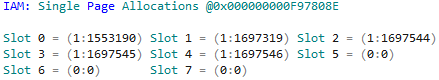 IAM: Single Page Allocations @0x000000000F97808E
Slot 0 = (1:1553190) Slot 1 = (1:1697319) Slot 2 = (1:1697544)
Slot 3 = (1:1697545) Slot 4 = (1:1697546) Slot 5 = (0:0)
Slot 6 = (0:0) Slot 7 = (0:0)